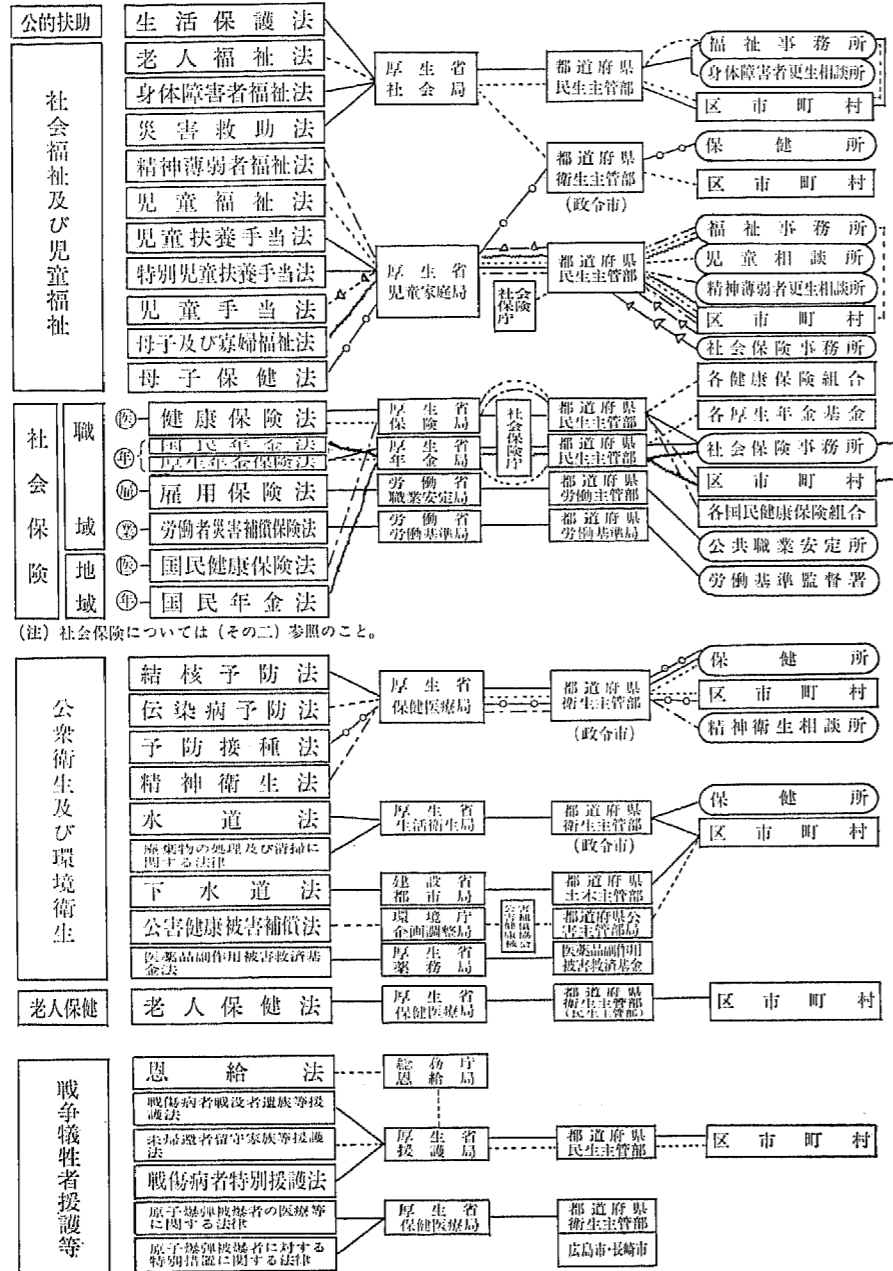 公的扶助
生活保護法
社会福祉及び児童福祉
老人福祉法
身体障害者福祉法
災害救助法
精神薄弱者福祉法
児童福祉法
児童扶養手当法
特別児童扶養手当法
児童手当法
母子及び寡婦福祉法
母子保健法
厚生省
社会局
都道府県
民生主管部
福祉事務所
身体障害者更生相談所
区市町村
都道府県
衛生主管部
(政令市)
保健所
区市町村
厚生省
児童家庭局
社会保険庁
都道府県
民生主管部
福祉事務所
児童相談所
精神薄弱者更生相談所
区市町村
社会保険事務所
社会保険
職域
地域
医
健康保険法
年
国民年金法
厚生年金保険法
雇
雇用保険法
業
労働者災害補償保険法
医
国民健康保険法
年
国民年金法
厚生省
保険局
厚生省
年金局
労働省
職業安定局
労働省
労働基準局
社会保険庁
都道府県
民生主管部
都道府県
民生主管部
都道府県
労働主管部
都道府県
労働基準局
各健康保険組合
各厚生年金基金
社会保険事務所
区市町村
各国民健康保険組合
公共職業安定所
労働基準監督署
(注) 社会保険については(その二)参照のこと。
公衆衛生及び環境衛生
結核予防法
伝染病予防法
予防接種法
精神衛生法
水道法
廃棄物の処理及び清掃に
関する法律
下水道法
公害健康被害補償法
医薬品副作用被害救済基
金法
厚生省
保健医療局
都道府県
衛生主管部
(政令市)
保健所
区市町村
精神衛生相談所
厚生省
生活衛生局
都道府県
衛生主管部
(政令市)
保健所
区市町村
建設省
都市局
都道府県
土木主管部
環境庁
企画調整局
公害健康被害補償協会
都道府県公
害主管部局
厚生省
薬務局
医薬品副作用
被害救済基金
老人保健
老人保健法
厚生省
保健医療局
都道府県
衛生主管部
(民生主管部)
区市町村
戦争犠牲者援護等
恩給法
戦傷病者戦没者遺族等援
護法
未帰還者留守家族等援護
法
戦傷病者特別援護法
原子爆弾被爆者の医療等
に関する法律
原子爆弾被爆者に対する
特別措置に関する法律
総務庁
恩給局
厚生省
援護局
都道府県
民生主管部
区市町村
厚生省
保健医療局
都道府県
衛生主管部
広島市・長崎市